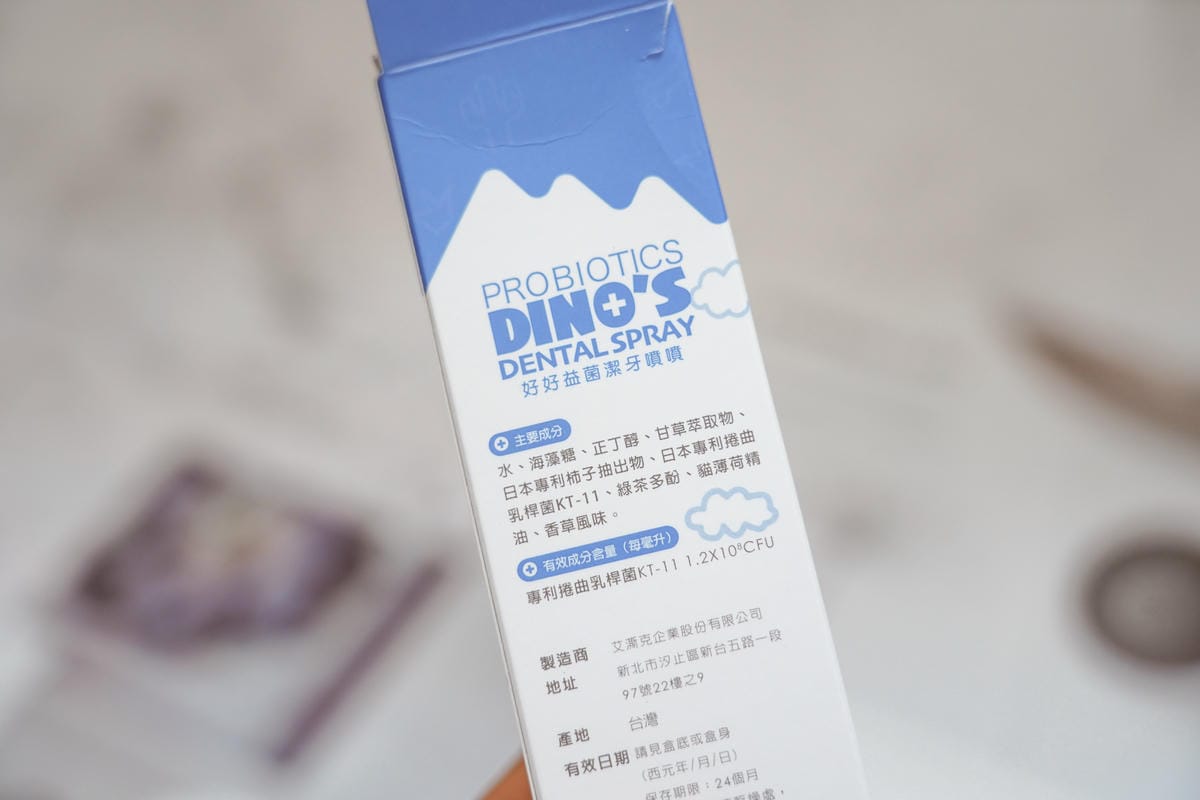 PROBIOTICS
DINO'S
DENTAL SPRAY
好好益菌潔牙噴噴
主要成分
水、海藻糖、正丁醇、甘草萃取物、
日本專利柿子抽出物、日本專利捲曲
乳桿菌KT-11、綠茶多酚、貓薄荷精
油、香草風味。
有效成分含量（每毫升）
專利捲曲乳桿菌KT-11 1.2X10⁸CFU
製造商 艾澌克企業股份有限公司
地址 新北市汐止區新台五路一段
97號22樓之9
產地 台灣
有效日期 請見盒底或盒身
(西元年/月/日)
保存期限：24個月